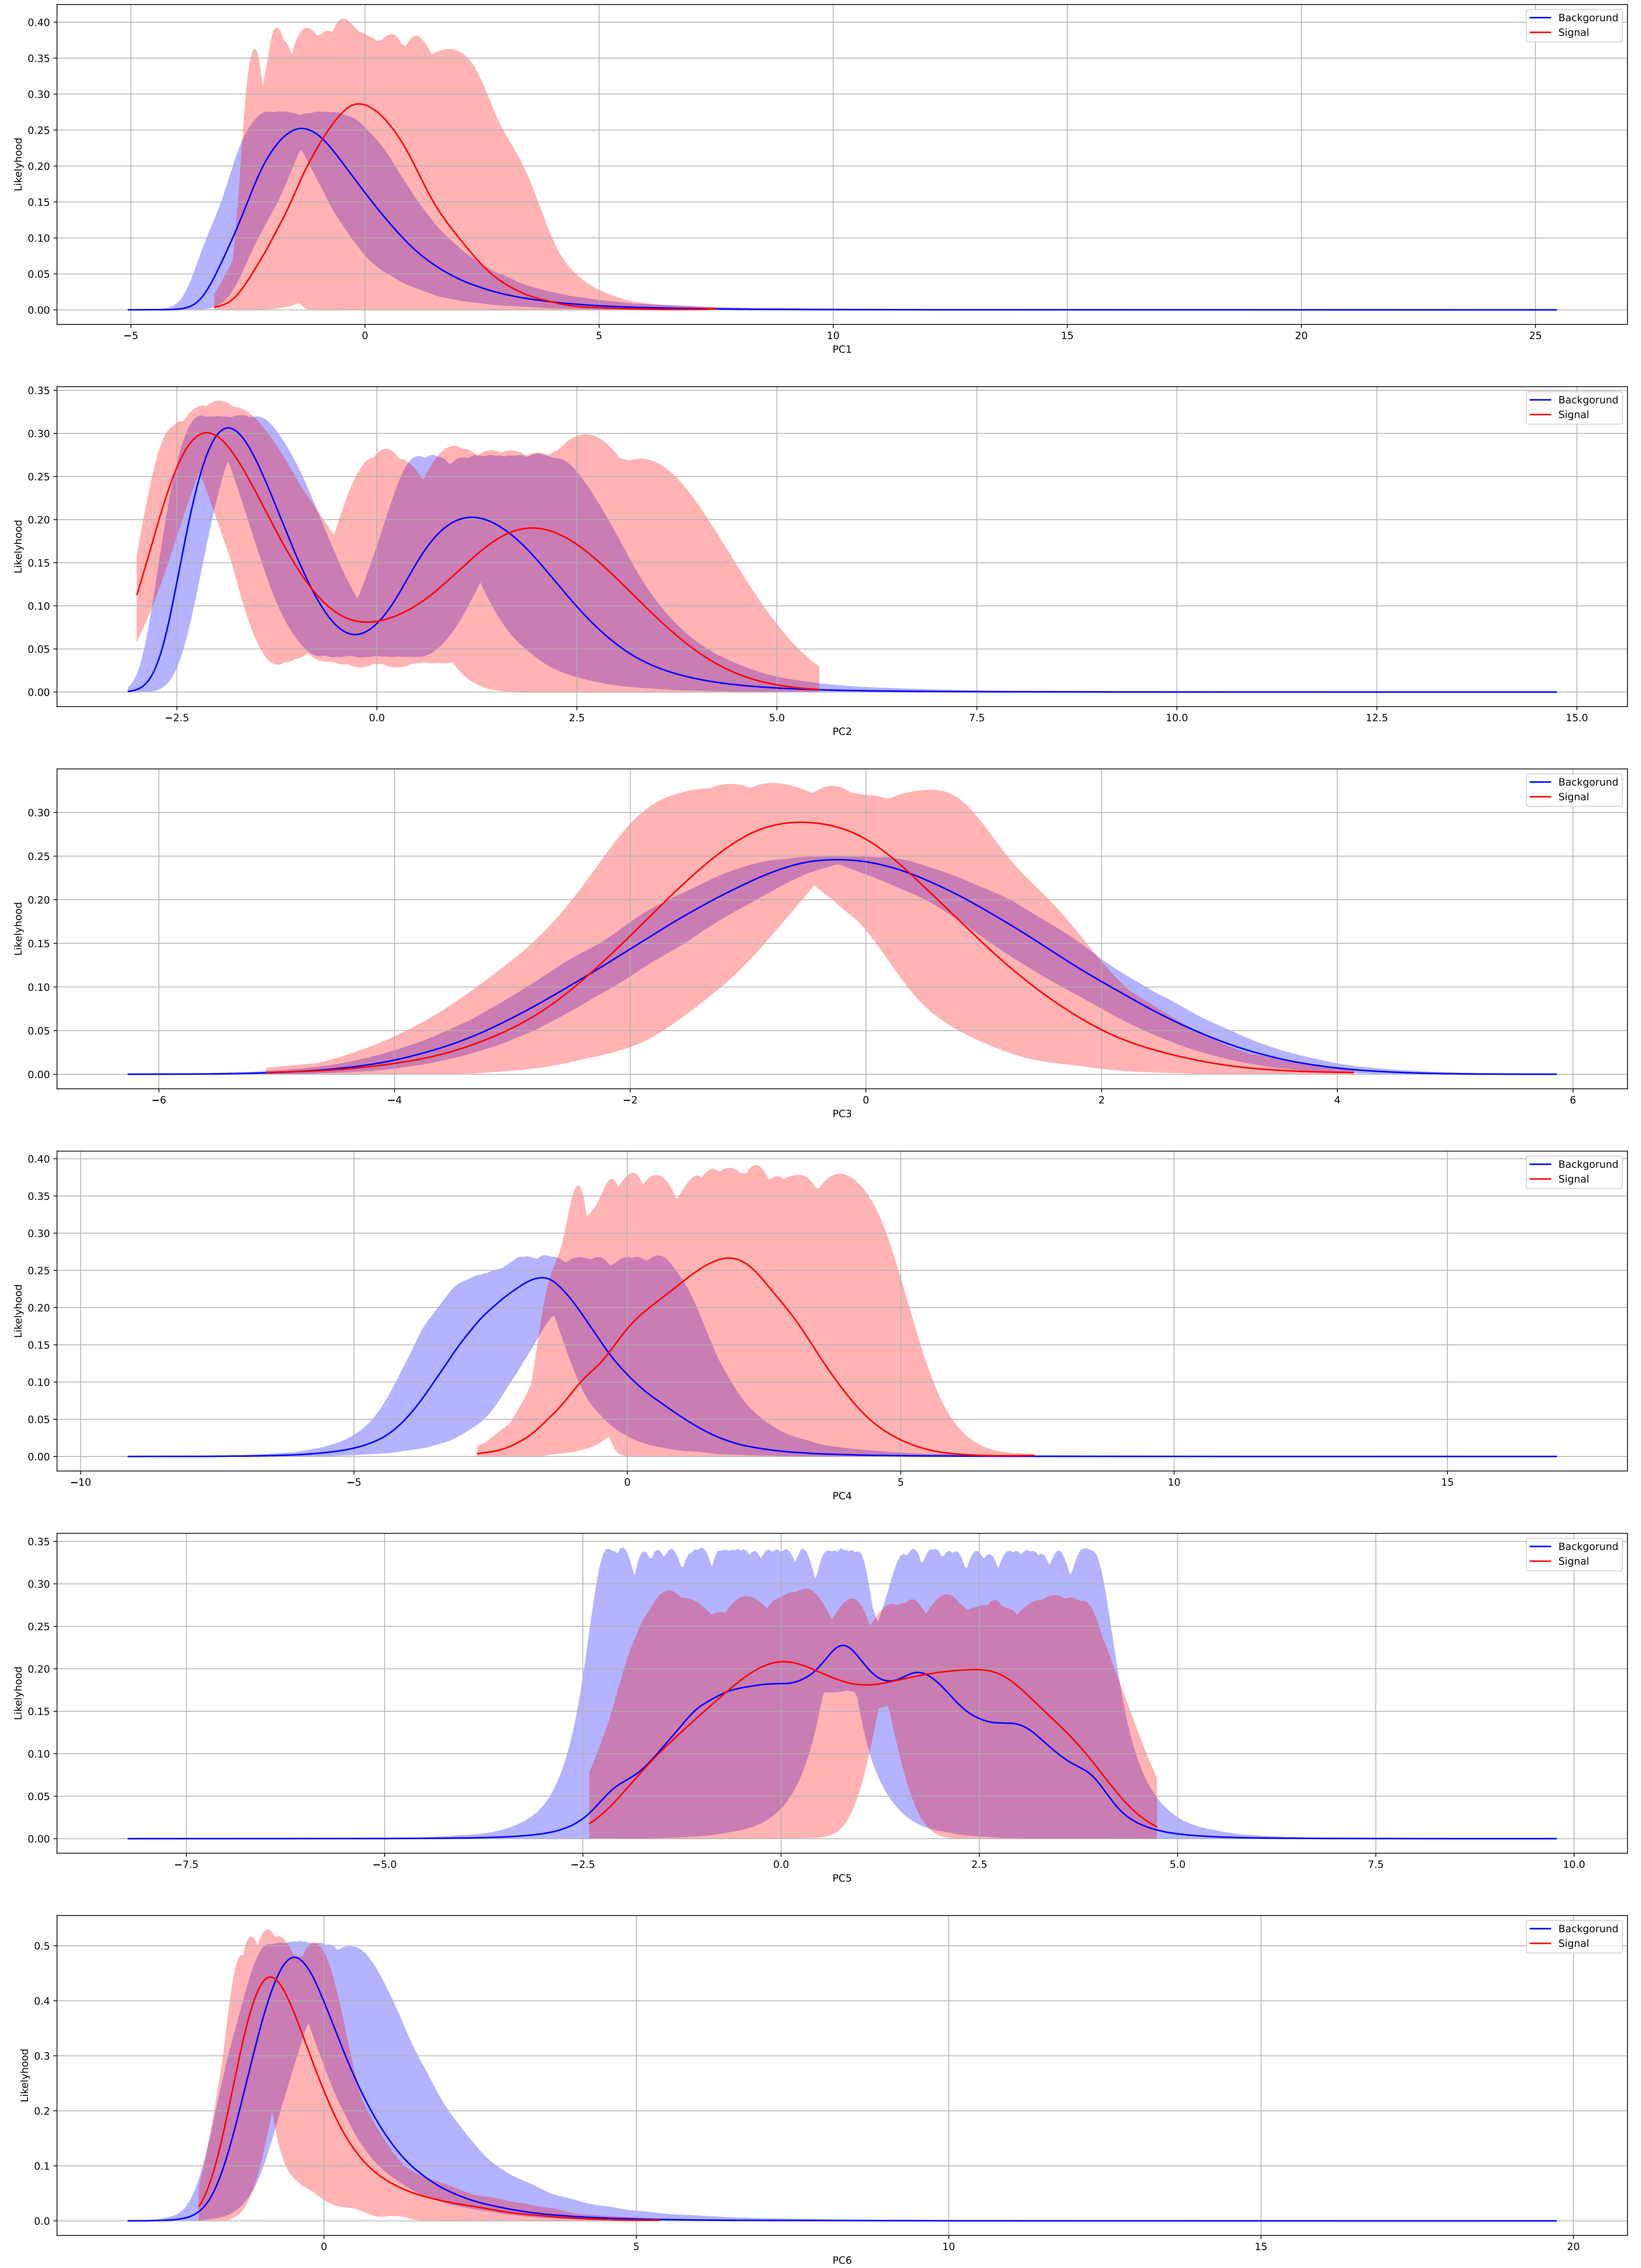 0.40
0.35
0.30
0.25
0.20
0.15
0.10
0.05
0.00
Likelyhood
Backgorund
Signal
−5 0 5 10 15 20 25
PC1
0.35
0.30
0.25
0.20
0.15
0.10
0.05
0.00
Likelyhood
Backgorund
Signal
−2.5 0.0 2.5 5.0 7.5 10.0 12.5 15.0
PC2
0.30
0.25
0.20
0.15
0.10
0.05
0.00
Likelyhood
Backgorund
Signal
−6 −4 −2 0 2 4 6
PC3
0.40
0.35
0.30
0.25
0.20
0.15
0.10
0.05
0.00
Likelyhood
Backgorund
Signal
−10 −5 0 5 10 15
PC4
0.35
0.30
0.25
0.20
0.15
0.10
0.05
0.00
Likelyhood
Backgorund
Signal
−7.5 −5.0 −2.5 0.0 2.5 5.0 7.5 10.0
PC5
0.5
0.4
0.3
0.2
0.1
0.0
Likelyhood
Backgorund
Signal
0 5 10 15 20
PC6